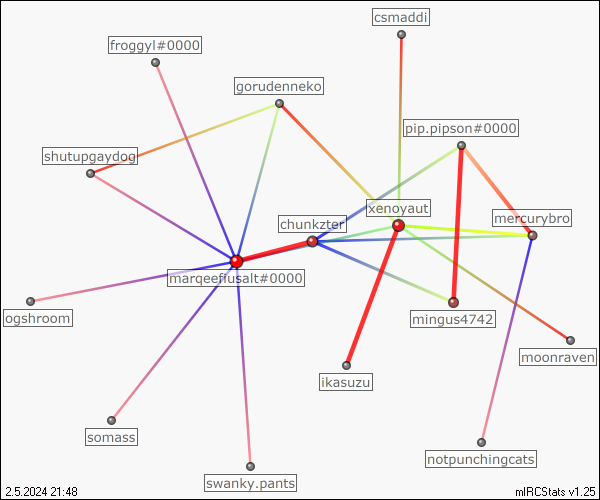 csmaddi
froggyl#0000
gorudenneko
pip.pipson#0000
shutupgaydog
xenoyaut
mercurybro
chunkzter
marqeeflusalt#0000
ogshroom
mingus4742
moonraven
ikasuzu
somass
notpunchingcats
swanky.pants
2.5.2024 21:48
mIRCStats v1.25